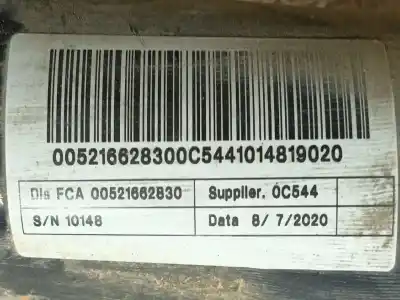 005216628300C5441014819020
Dis FCA 00521662830 Supplier. 0C544
S/N 10148 Data 8/ 7/2020